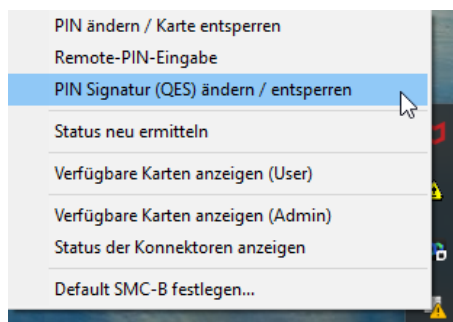 PIN ändern / Karte entsperren
Remote-PIN-Eingabe
PIN Signatur (QES) ändern / entsperren
Status neu ermitteln
Verfügbare Karten anzeigen (User)
Verfügbare Karten anzeigen (Admin)
Status der Konnektoren anzeigen
Default SMC-B festlegen...